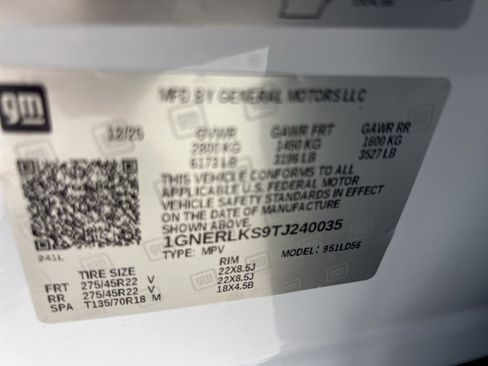 gm
MFD BY GENERAL MOTORS LLC
12/25 GVWR GAWR FRT GAWR RR
2800 KG 1450 KG 1600 KG
6173 LB 3196 LB 3527 LB
THIS VEHICLE CONFORMS TO ALL
APPLICABLE U.S. FEDERAL MOTOR
VEHICLE SAFETY STANDARDS IN EFFECT
ON THE DATE OF MANUFACTURE
SHOWN ABOVE.
1GNERLKS9TJ240035
TYPE: MPV MODEL: 951LD56
241L
TIRE SIZE RIM
FRT 275/45R22 V 22X8.5J
RR 275/45R22 V 22X8.5J
SPA T135/70R18 M 18X4.5B